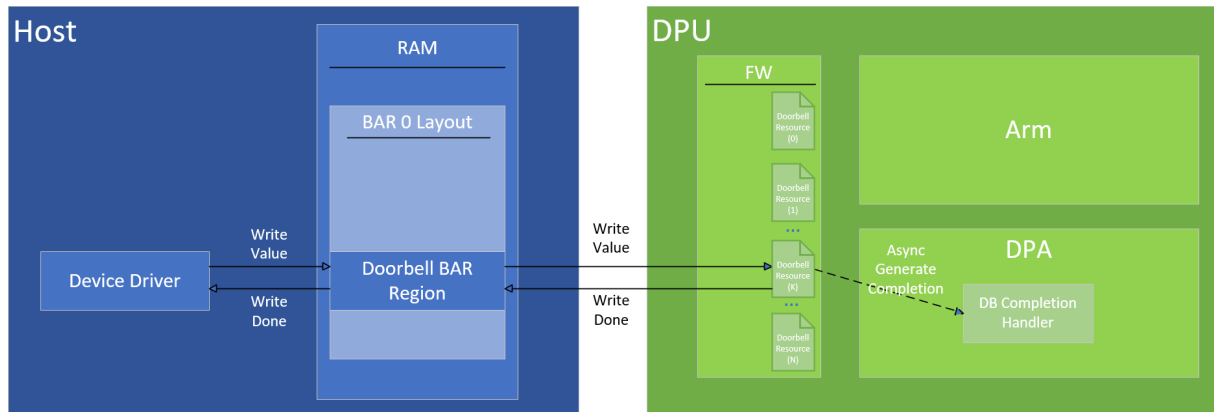 Host
RAM
BAR 0 Layout
Write
Value
Device Driver
Doorbell BAR
Region
Write
Done
Write
Value
Write
Done
DPU
FW
Doorbell
Resource
(0)
Doorbell
Resource
(1)
...
Doorbell
Resource
(K)
...
Doorbell
Resource
(N)
Arm
DPA
Async
Generate
Completion
DB Completion
Handler